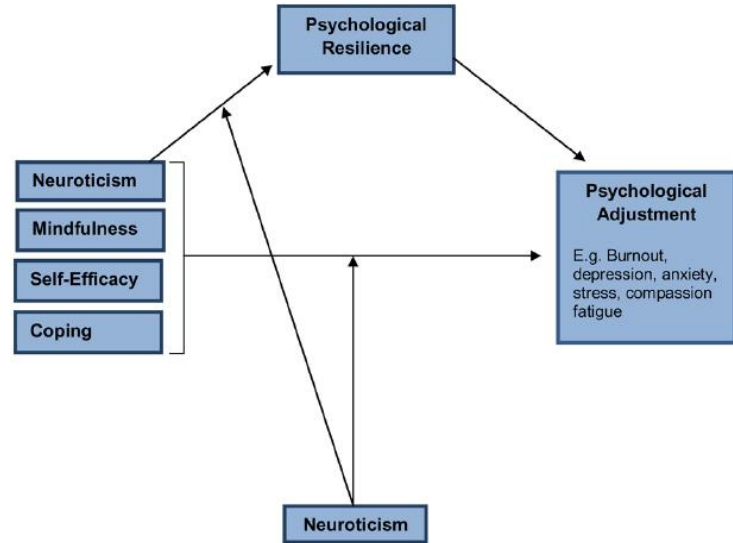 Psychological
Resilience
Neuroticism
Mindfulness
Self-Efficacy
Coping
Psychological
Adjustment
E.g. Burnout,
depression, anxiety,
stress, compassion
fatigue
Neuroticism